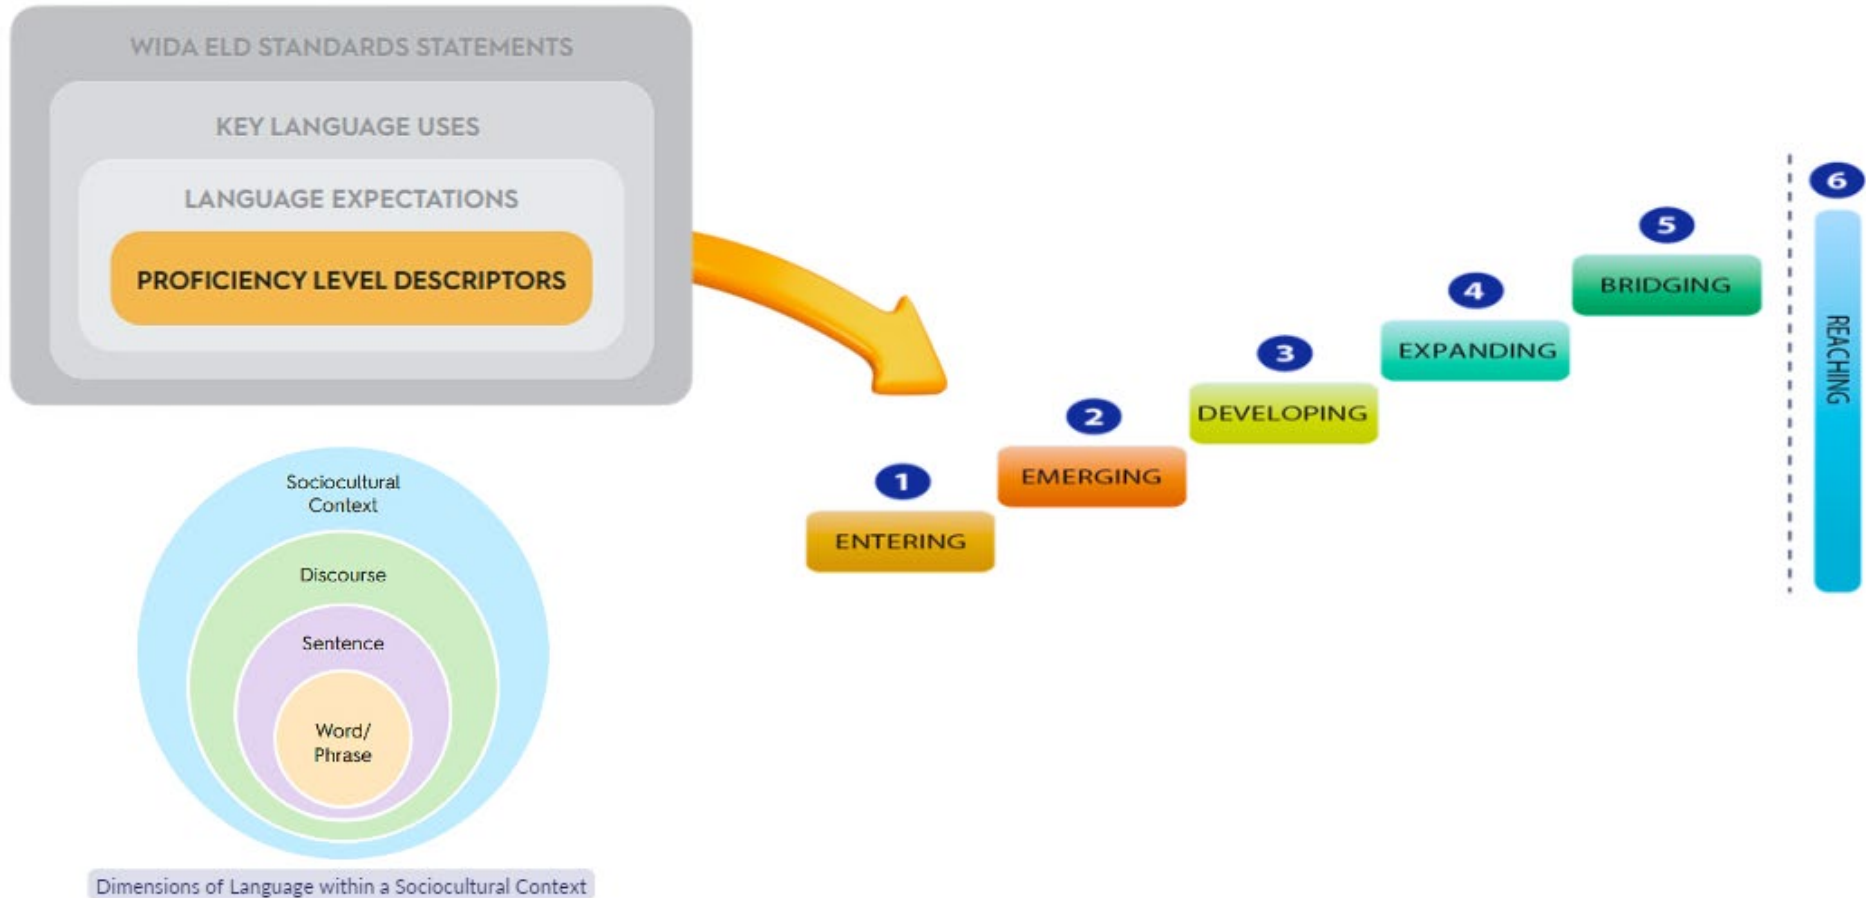 WIDA ELD STANDARDS STATEMENTS
KEY LANGUAGE USES
LANGUAGE EXPECTATIONS
PROFICIENCY LEVEL DESCRIPTORS
1
ENTERING
2
EMERGING
3
DEVELOPING
4
EXPANDING
5
BRIDGING
6
REACHING
Sociocultural
Context
Discourse
Sentence
Word/
Phrase
Dimensions of Language within a Sociocultural Context